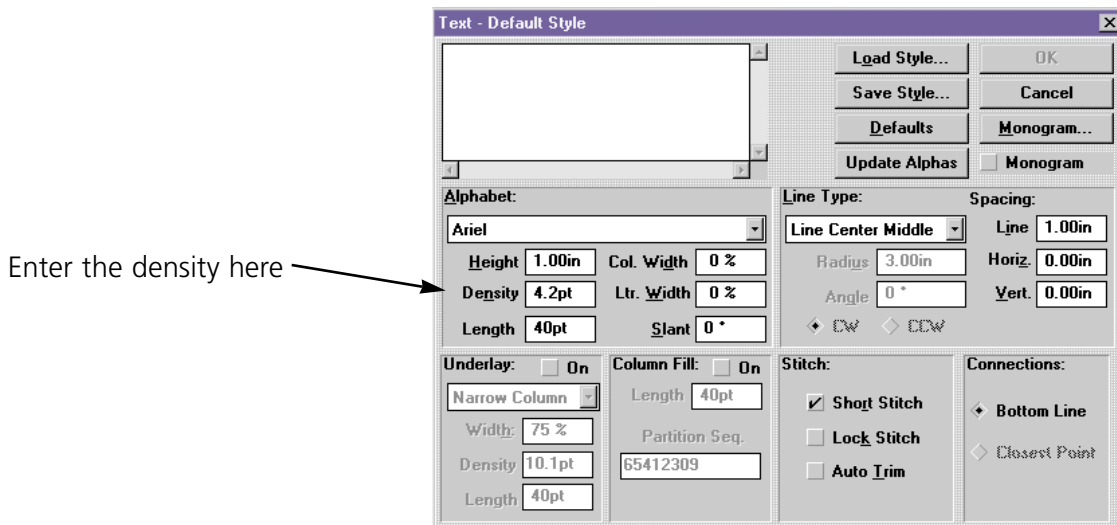 Text - Default Style
Load Style...
OK
Save Style...
Cancel
Defaults
Monogram...
Update Alphas
Monogram
Alphabet:
Ariel
Line Type:
Line Center Middle
Spacing:
Line 1.00in
Enter the density here
Height 1.00in
Col. Width 0 %
Radius 3.00in
Horiz. 0.00in
Density 4.2pt
Ltr. Width 0 %
Angle 0 °
Vert. 0.00in
Length 40pt
Slant 0 °
CW
CCW
Underlay:
On
Narrow Column
Width: 75 %
Density 10.1pt
Length 40pt
Column Fill:
On
Length 40pt
Partition Seq.
65412309
Stitch:
Short Stitch
Lock Stitch
Auto Trim
Connections:
Bottom Line
Closest Point